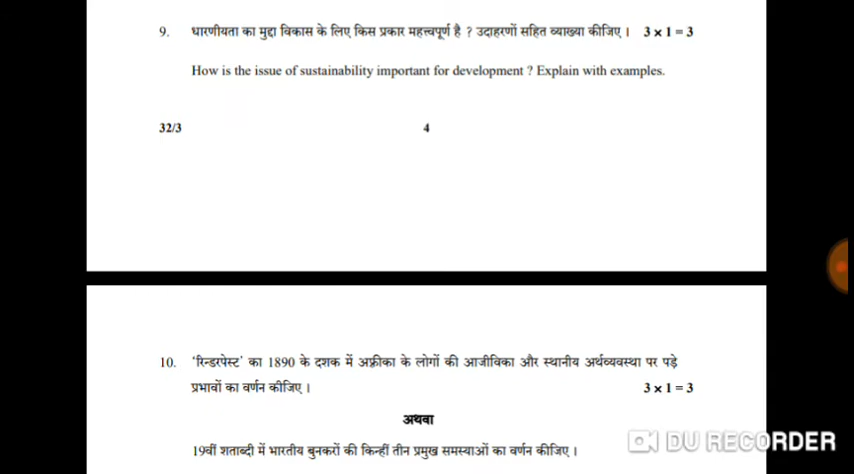 9. धारणीयता का मुद्दा विकास के लिए किस प्रकार महत्त्वपूर्ण है ? उदाहरणों सहित व्याख्या कीजिए । 3 × 1 = 3
How is the issue of sustainability important for development ? Explain with examples.
32/3 4
10. ‘रिन्डरपेस्ट’ का 1890 के दशक में अफ्रीका के लोगों की आजीविका और स्थानीय अर्थव्यवस्था पर पड़े
प्रभावों का वर्णन कीजिए । 3 × 1 = 3
अथवा
19वीं शताब्दी में भारतीय बुनकरों की किन्हीं तीन प्रमुख समस्याओं का वर्णन कीजिए ।
DU RECORDER